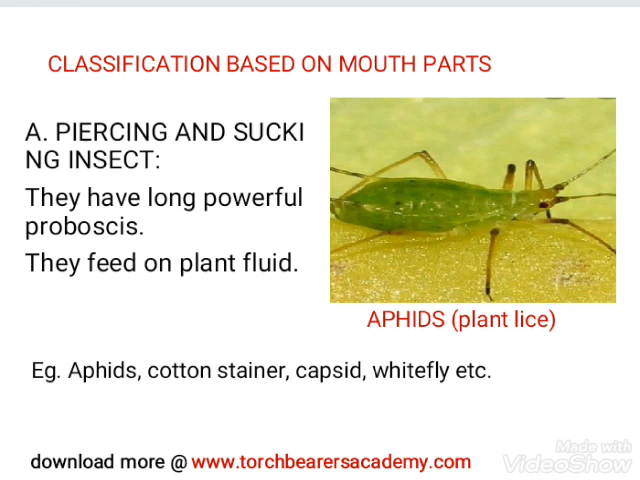 CLASSIFICATION BASED ON MOUTH PARTS
A. PIERCING AND SUCKI
NG INSECT:
They have long powerful
proboscis.
They feed on plant fluid.
APHIDS (plant lice)
Eg. Aphids, cotton stainer, capsid, whitefly etc.
download more @ www.torchbearersacademy.com
Made with
VideoShow